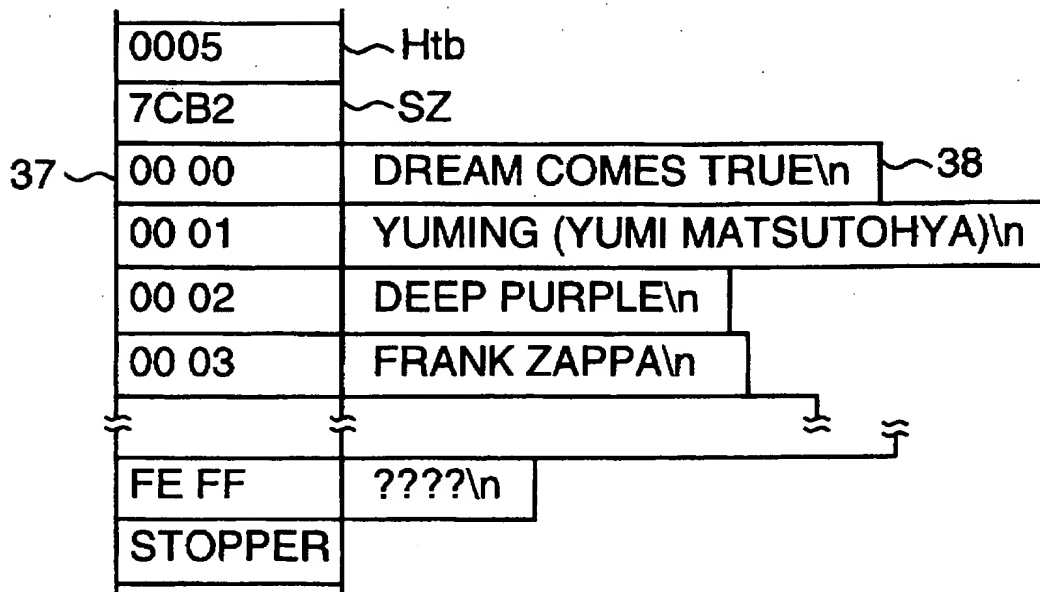 0005 Htb
7CB2 SZ
37 00 00 DREAM COMES TRUE\n 38
00 01 YUMING (YUMI MATSUTOHYA)\n
00 02 DEEP PURPLE\n
00 03 FRANK ZAPPA\n
FE FF ????\n
STOPPER